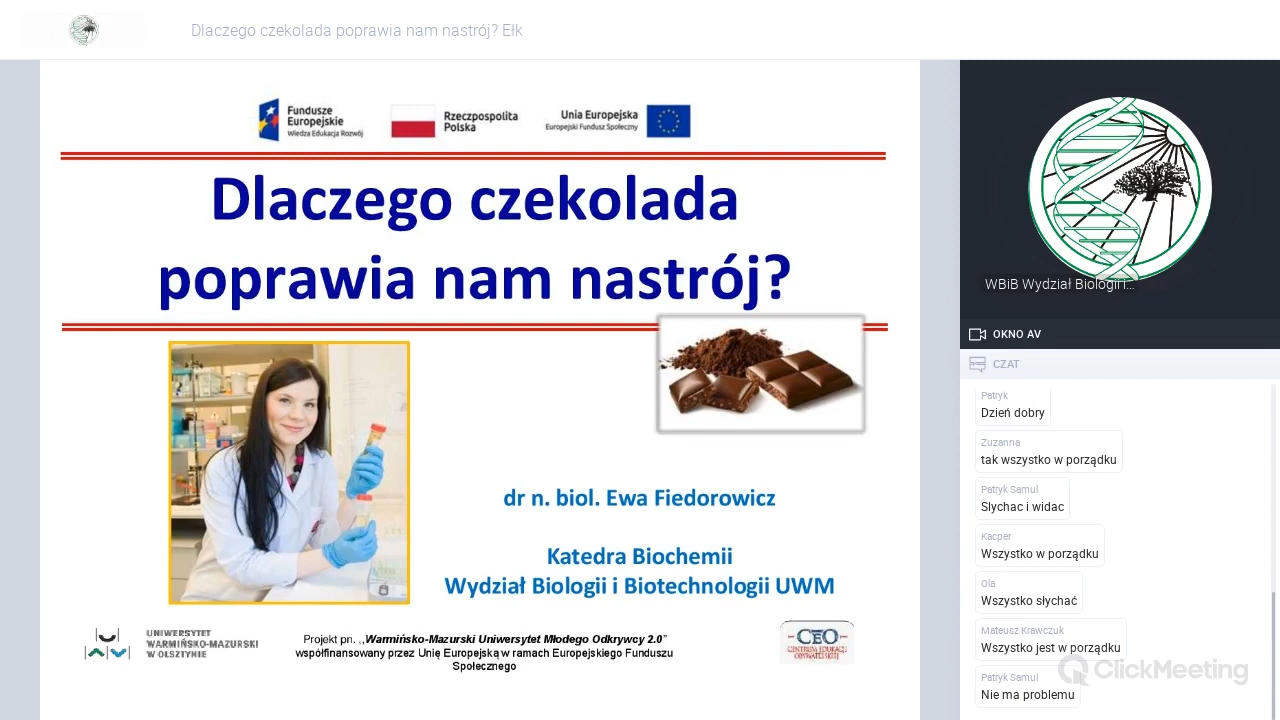 Dlaczego czekolada poprawia nam nastrój? Ełk
Fundusze
Europejskie
Wiedza Edukacja Rozwój
Rzeczpospolita
Polska
Unia Europejska
Europejski Fundusz Społeczny
Dlaczego czekolada
poprawia nam nastrój?
dr n. biol. Ewa Fiedorowicz
Katedra Biochemii
Wydział Biologii i Biotechnologii UWM
UNIWERSYTET
WARMIŃSKO-MAZURSKI
W OLSZTYNIE
Projekt pn. ,,Warmińsko-Mazurski Uniwersytet Młodego Odkrywcy 2.0”
współfinansowany przez Unię Europejską w ramach Europejskiego Funduszu
Społecznego
CEO
CENTRUM EDUKACJI
OBYWATELSKIEJ
WBiB Wydział Biologii i...
OKNO AV
CZAT
Patryk
Dzień dobry
Zuzanna
tak wszystko w porządku
Patryk Samul
Slychac i widac
Kacper
Wszystko w porządku
Ola
Wszystko słychać
Mateusz Krawczuk
Wszystko jest w porządku
Patryk Samul
Nie ma problemu
ClickMeeting